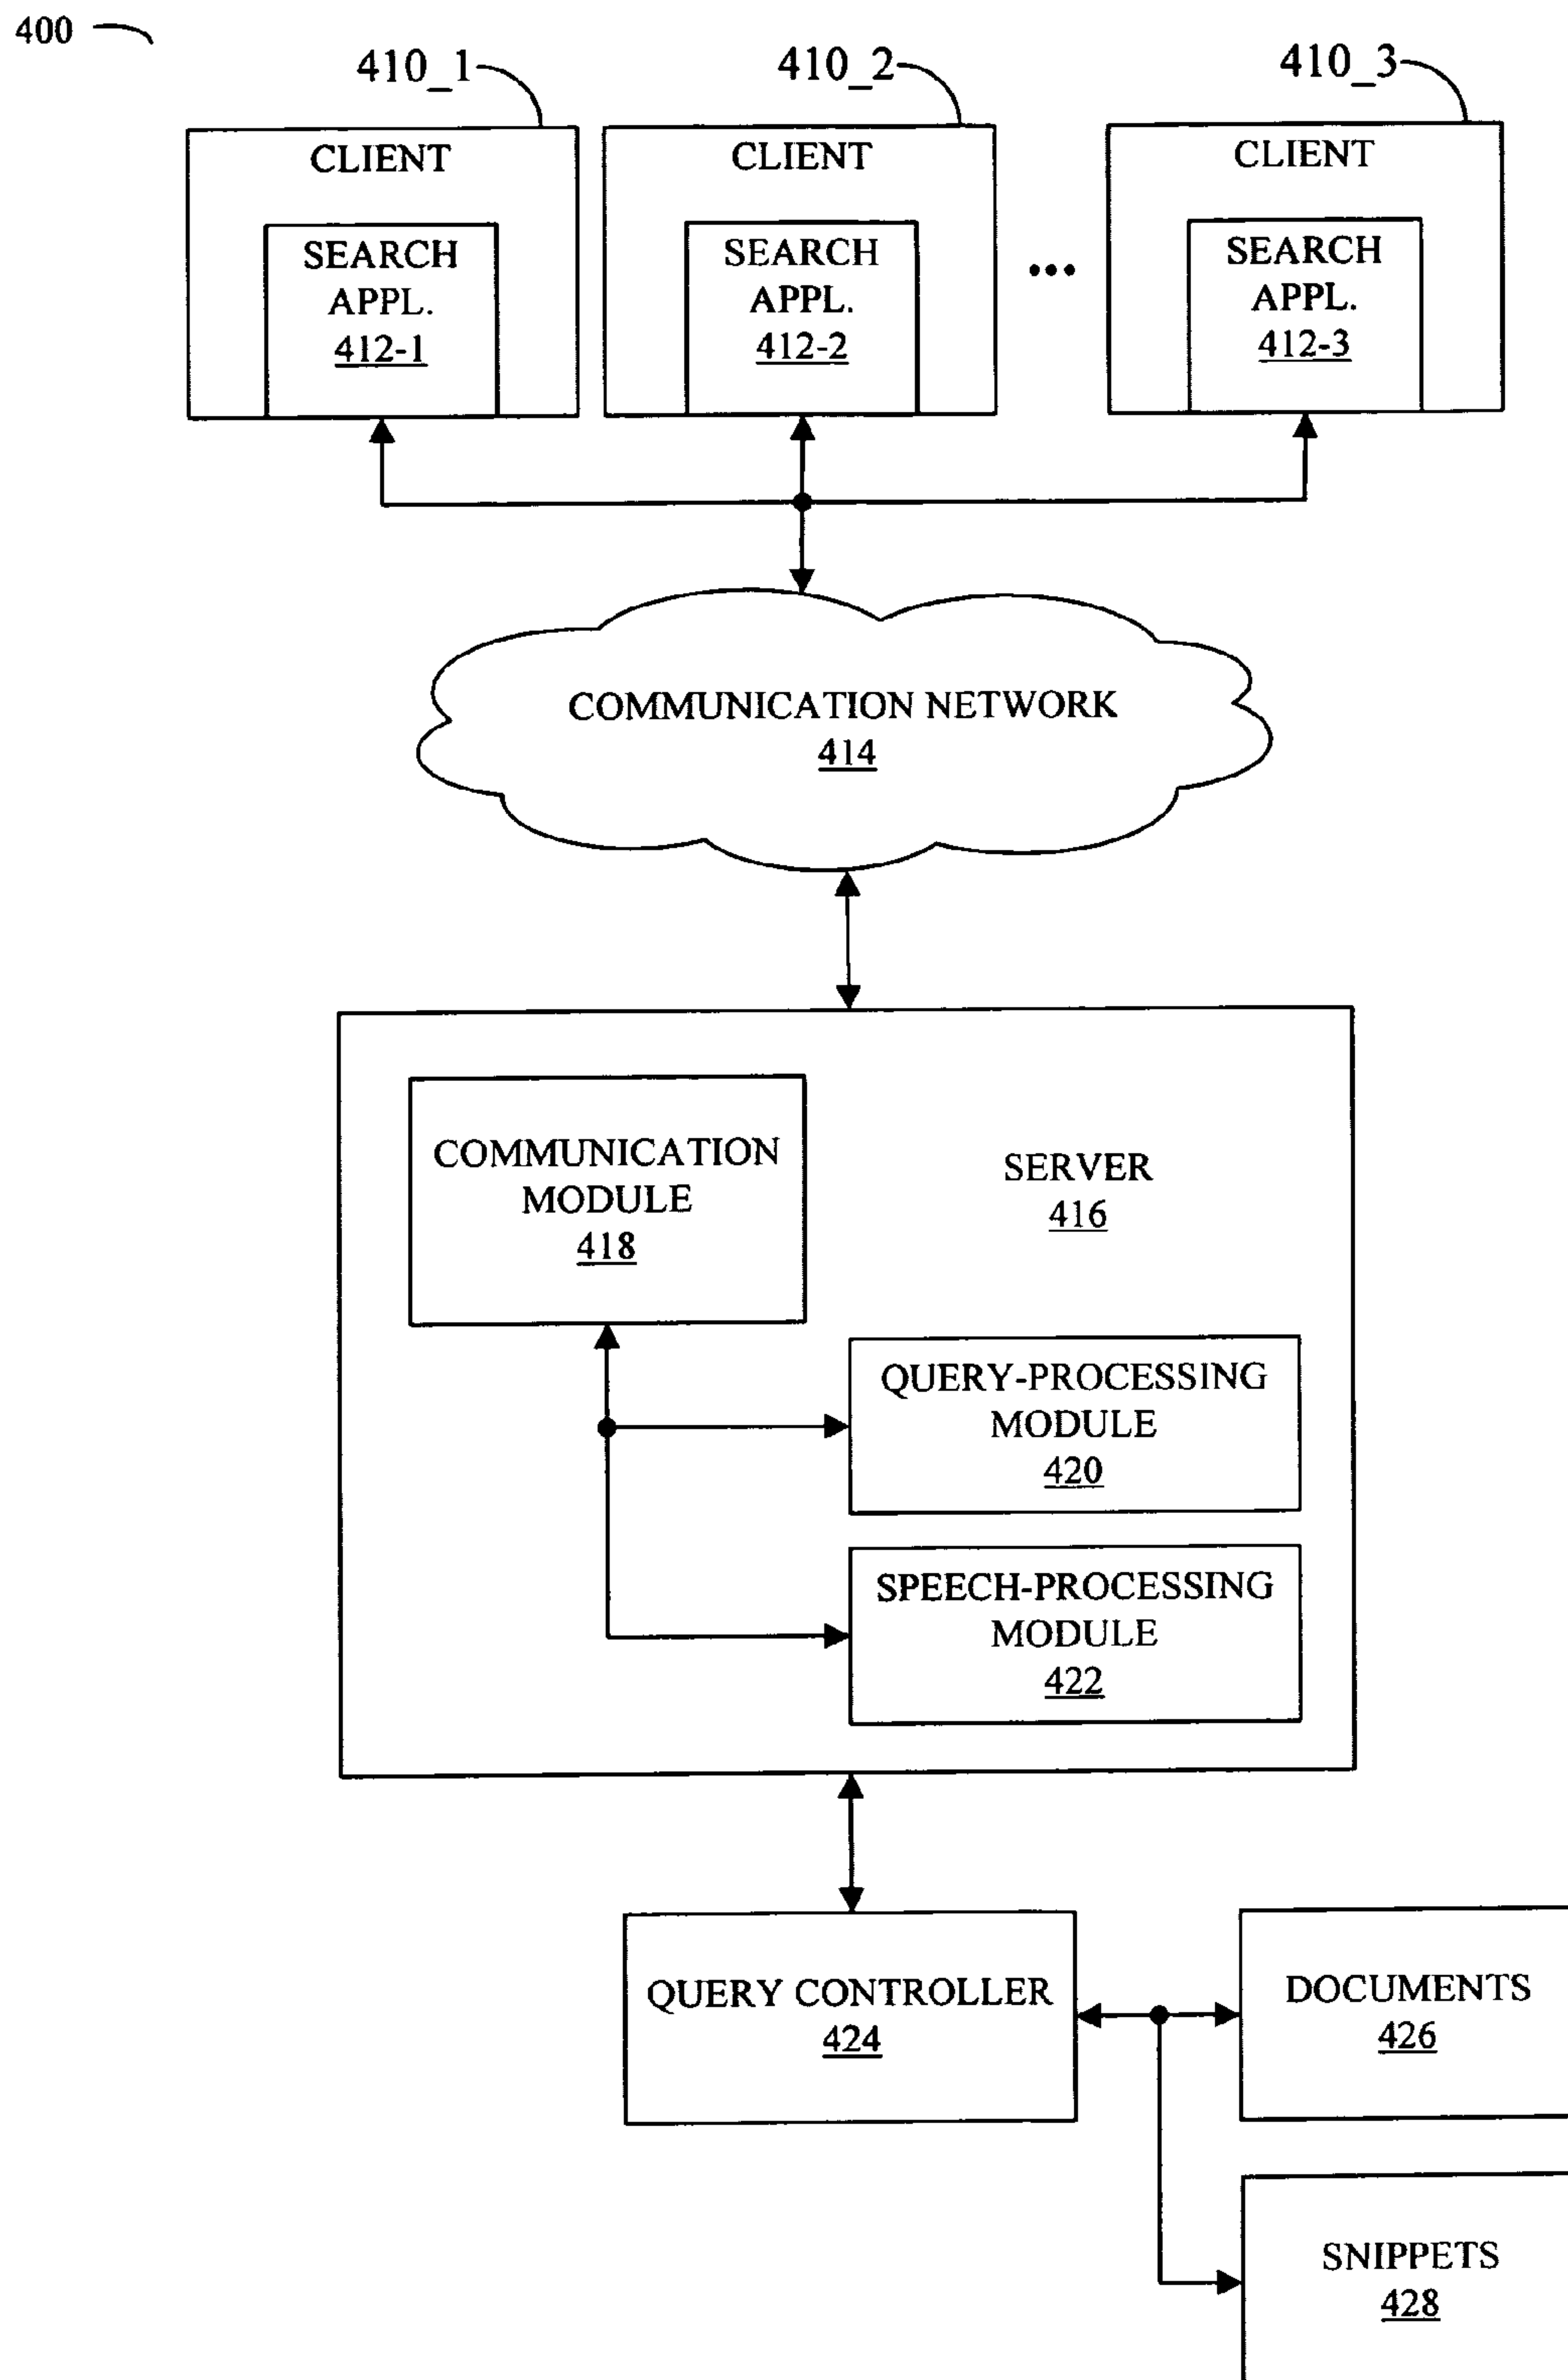 400
410_1
410_2
410_3
CLIENT
SEARCH
APPL.
412-1
CLIENT
SEARCH
APPL.
412-2
...
CLIENT
SEARCH
APPL.
412-3
COMMUNICATION NETWORK
414
COMMUNICATION
MODULE
418
SERVER
416
QUERY-PROCESSING
MODULE
420
SPEECH-PROCESSING
MODULE
422
QUERY CONTROLLER
424
DOCUMENTS
426
SNIPPETS
428